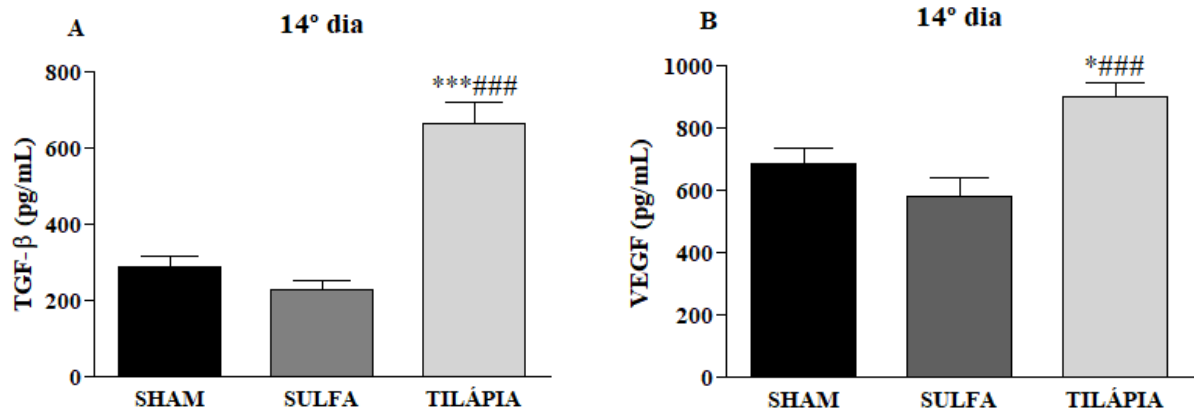 A
14º dia
TGF-β (pg/mL)
800
600
400
200
0
***###
SHAM
SULFA
TILÁPIA
B
14º dia
VEGF (pg/mL)
1000
800
600
400
200
0
*###
SHAM
SULFA
TILÁPIA